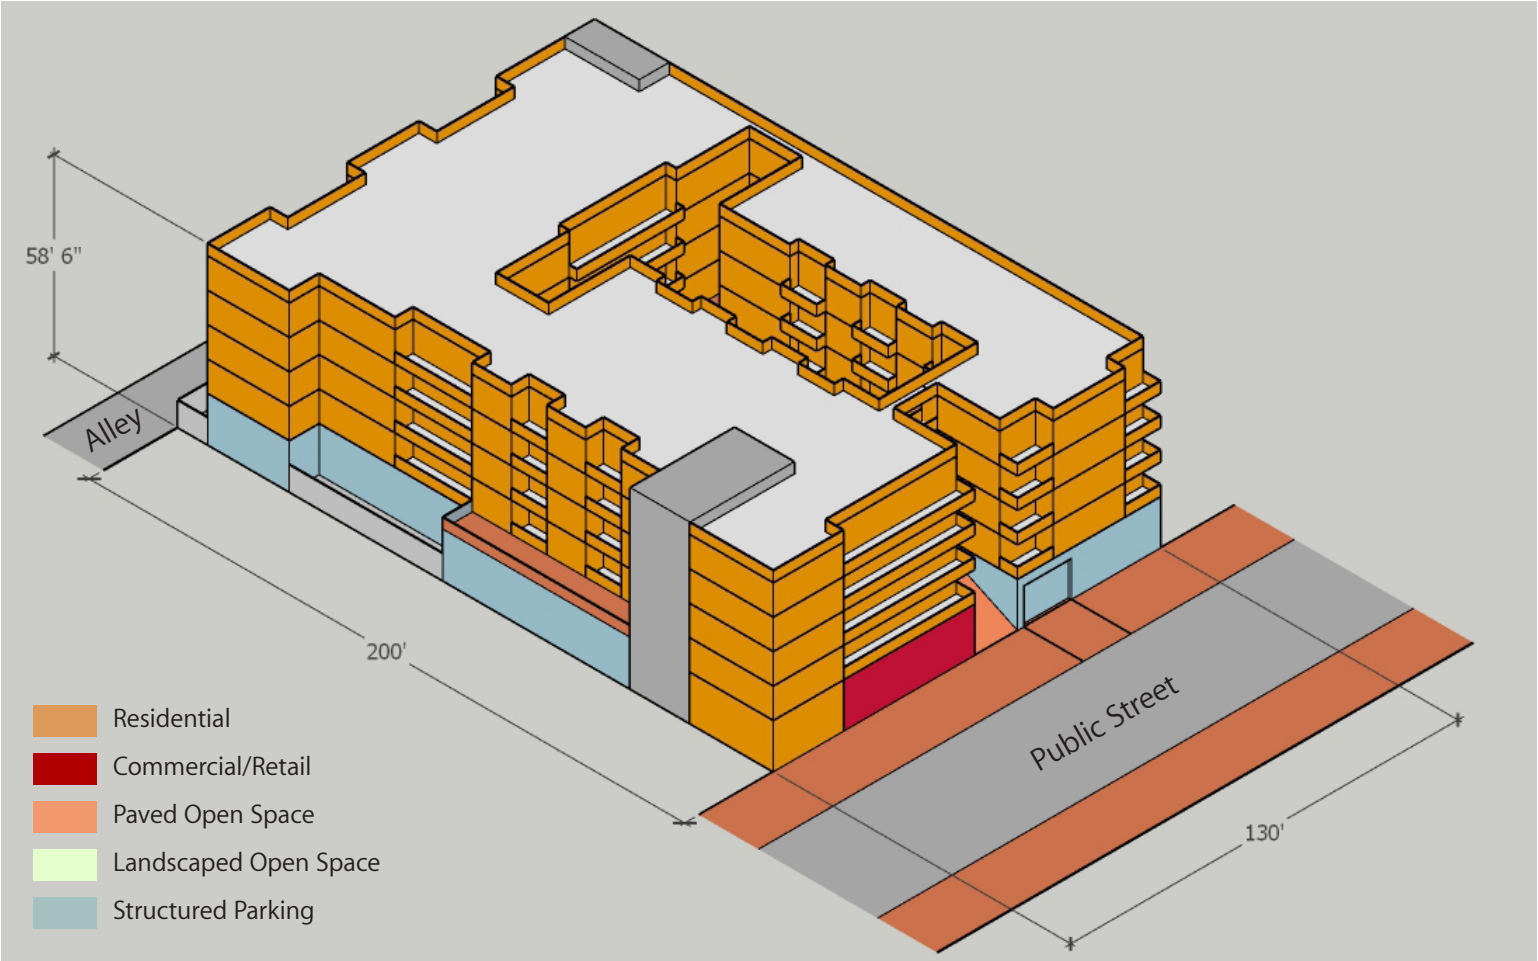 58' 6"
Alley
200'
Public Street
130'
Residential
Commercial/Retail
Paved Open Space
Landscaped Open Space
Structured Parking